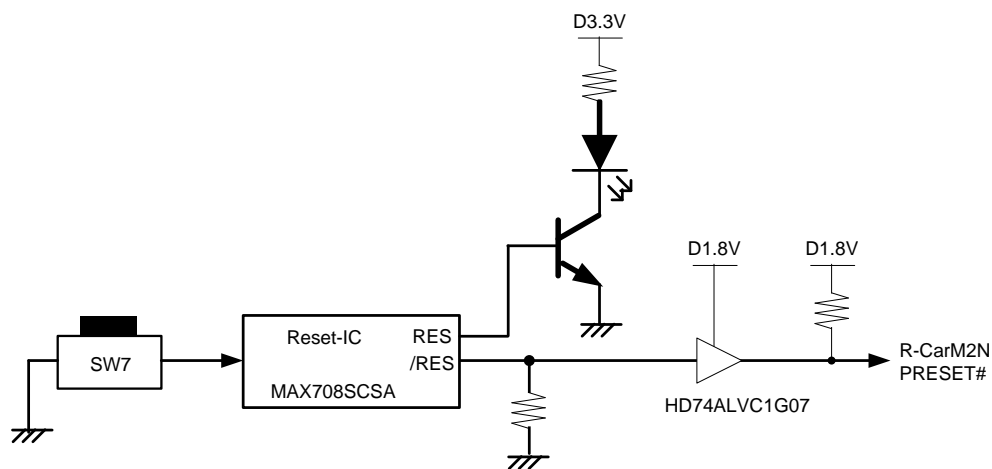 D3.3V
D1.8V
D1.8V
SW7
Reset-IC
RES
/RES
MAX708SCSA
HD74ALVC1G07
R-CarM2N
PRESET#